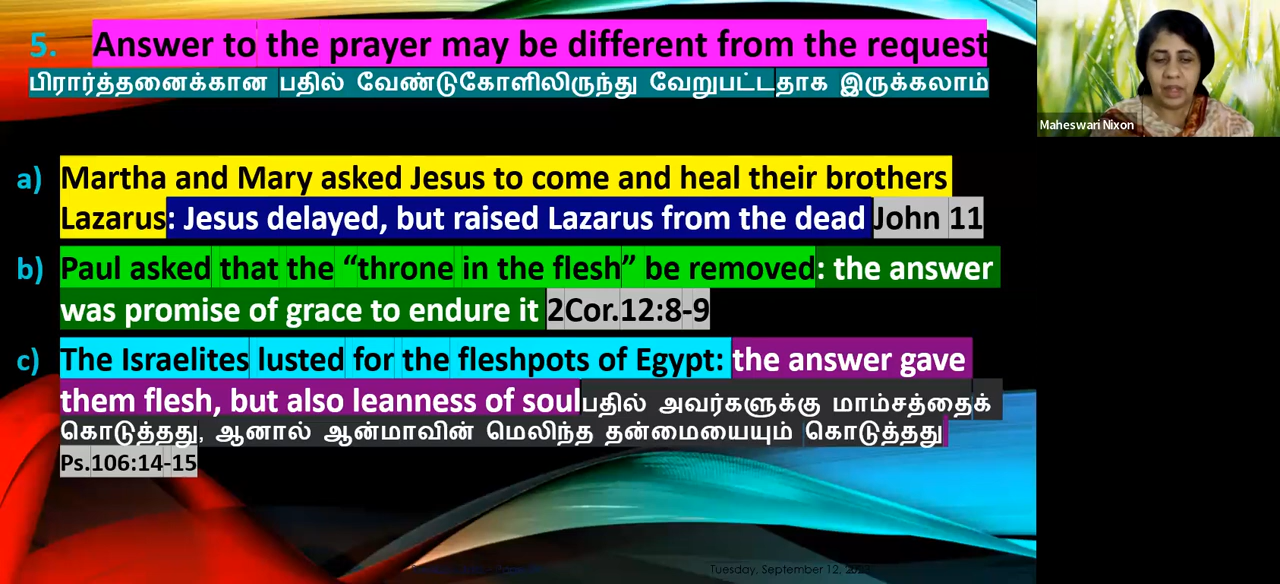 5. Answer to the prayer may be different from the request
பிரார்த்தனைக்கான பதில் வேண்டுகோளிலிருந்து வேறுபட்டதாக இருக்கலாம்
Maheswari Nixon
a) Martha and Mary asked Jesus to come and heal their brothers
Lazarus: Jesus delayed, but raised Lazarus from the dead John 11
b) Paul asked that the “throne in the flesh” be removed: the answer
was promise of grace to endure it 2Cor.12:8-9
c) The Israelites lusted for the fleshpots of Egypt: the answer gave
them flesh, but also leanness of soulபதில் அவர்களுக்கு மாம்சத்தைக்
கொடுத்தது, ஆனால் ஆன்மாவின் மெலிந்த தன்மையையும் கொடுத்தது
Ps.106:14-15
Tuesday, September 12,